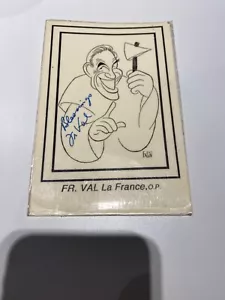 Blessings
Fr Val
FR. VAL La France, O.P.